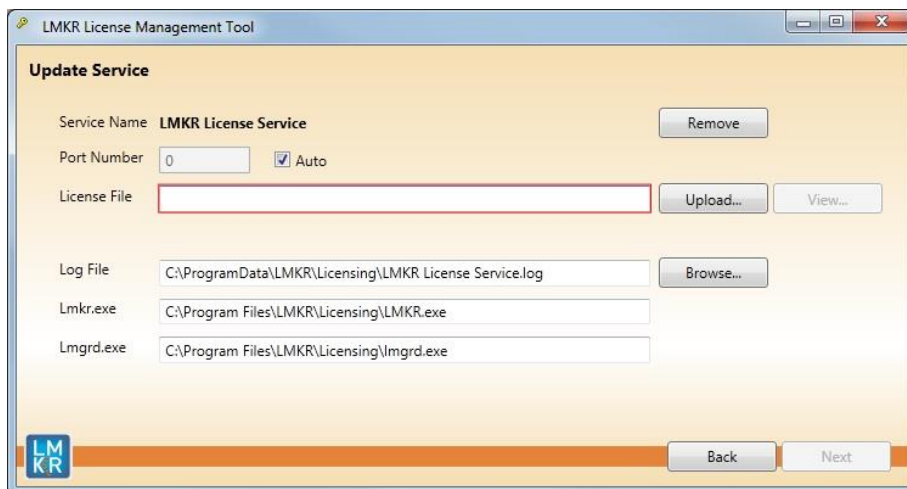 LMKR License Management Tool
Update Service
Service Name LMKR License Service Remove
Port Number 0 Auto
License File Upload... View...
Log File C:\ProgramData\LMKR\Licensing\LMKR License Service.log Browse...
Lmkr.exe C:\Program Files\LMKR\Licensing\LMKR.exe
Lmgrd.exe C:\Program Files\LMKR\Licensing\lmgrd.exe
LM
KR
Back Next